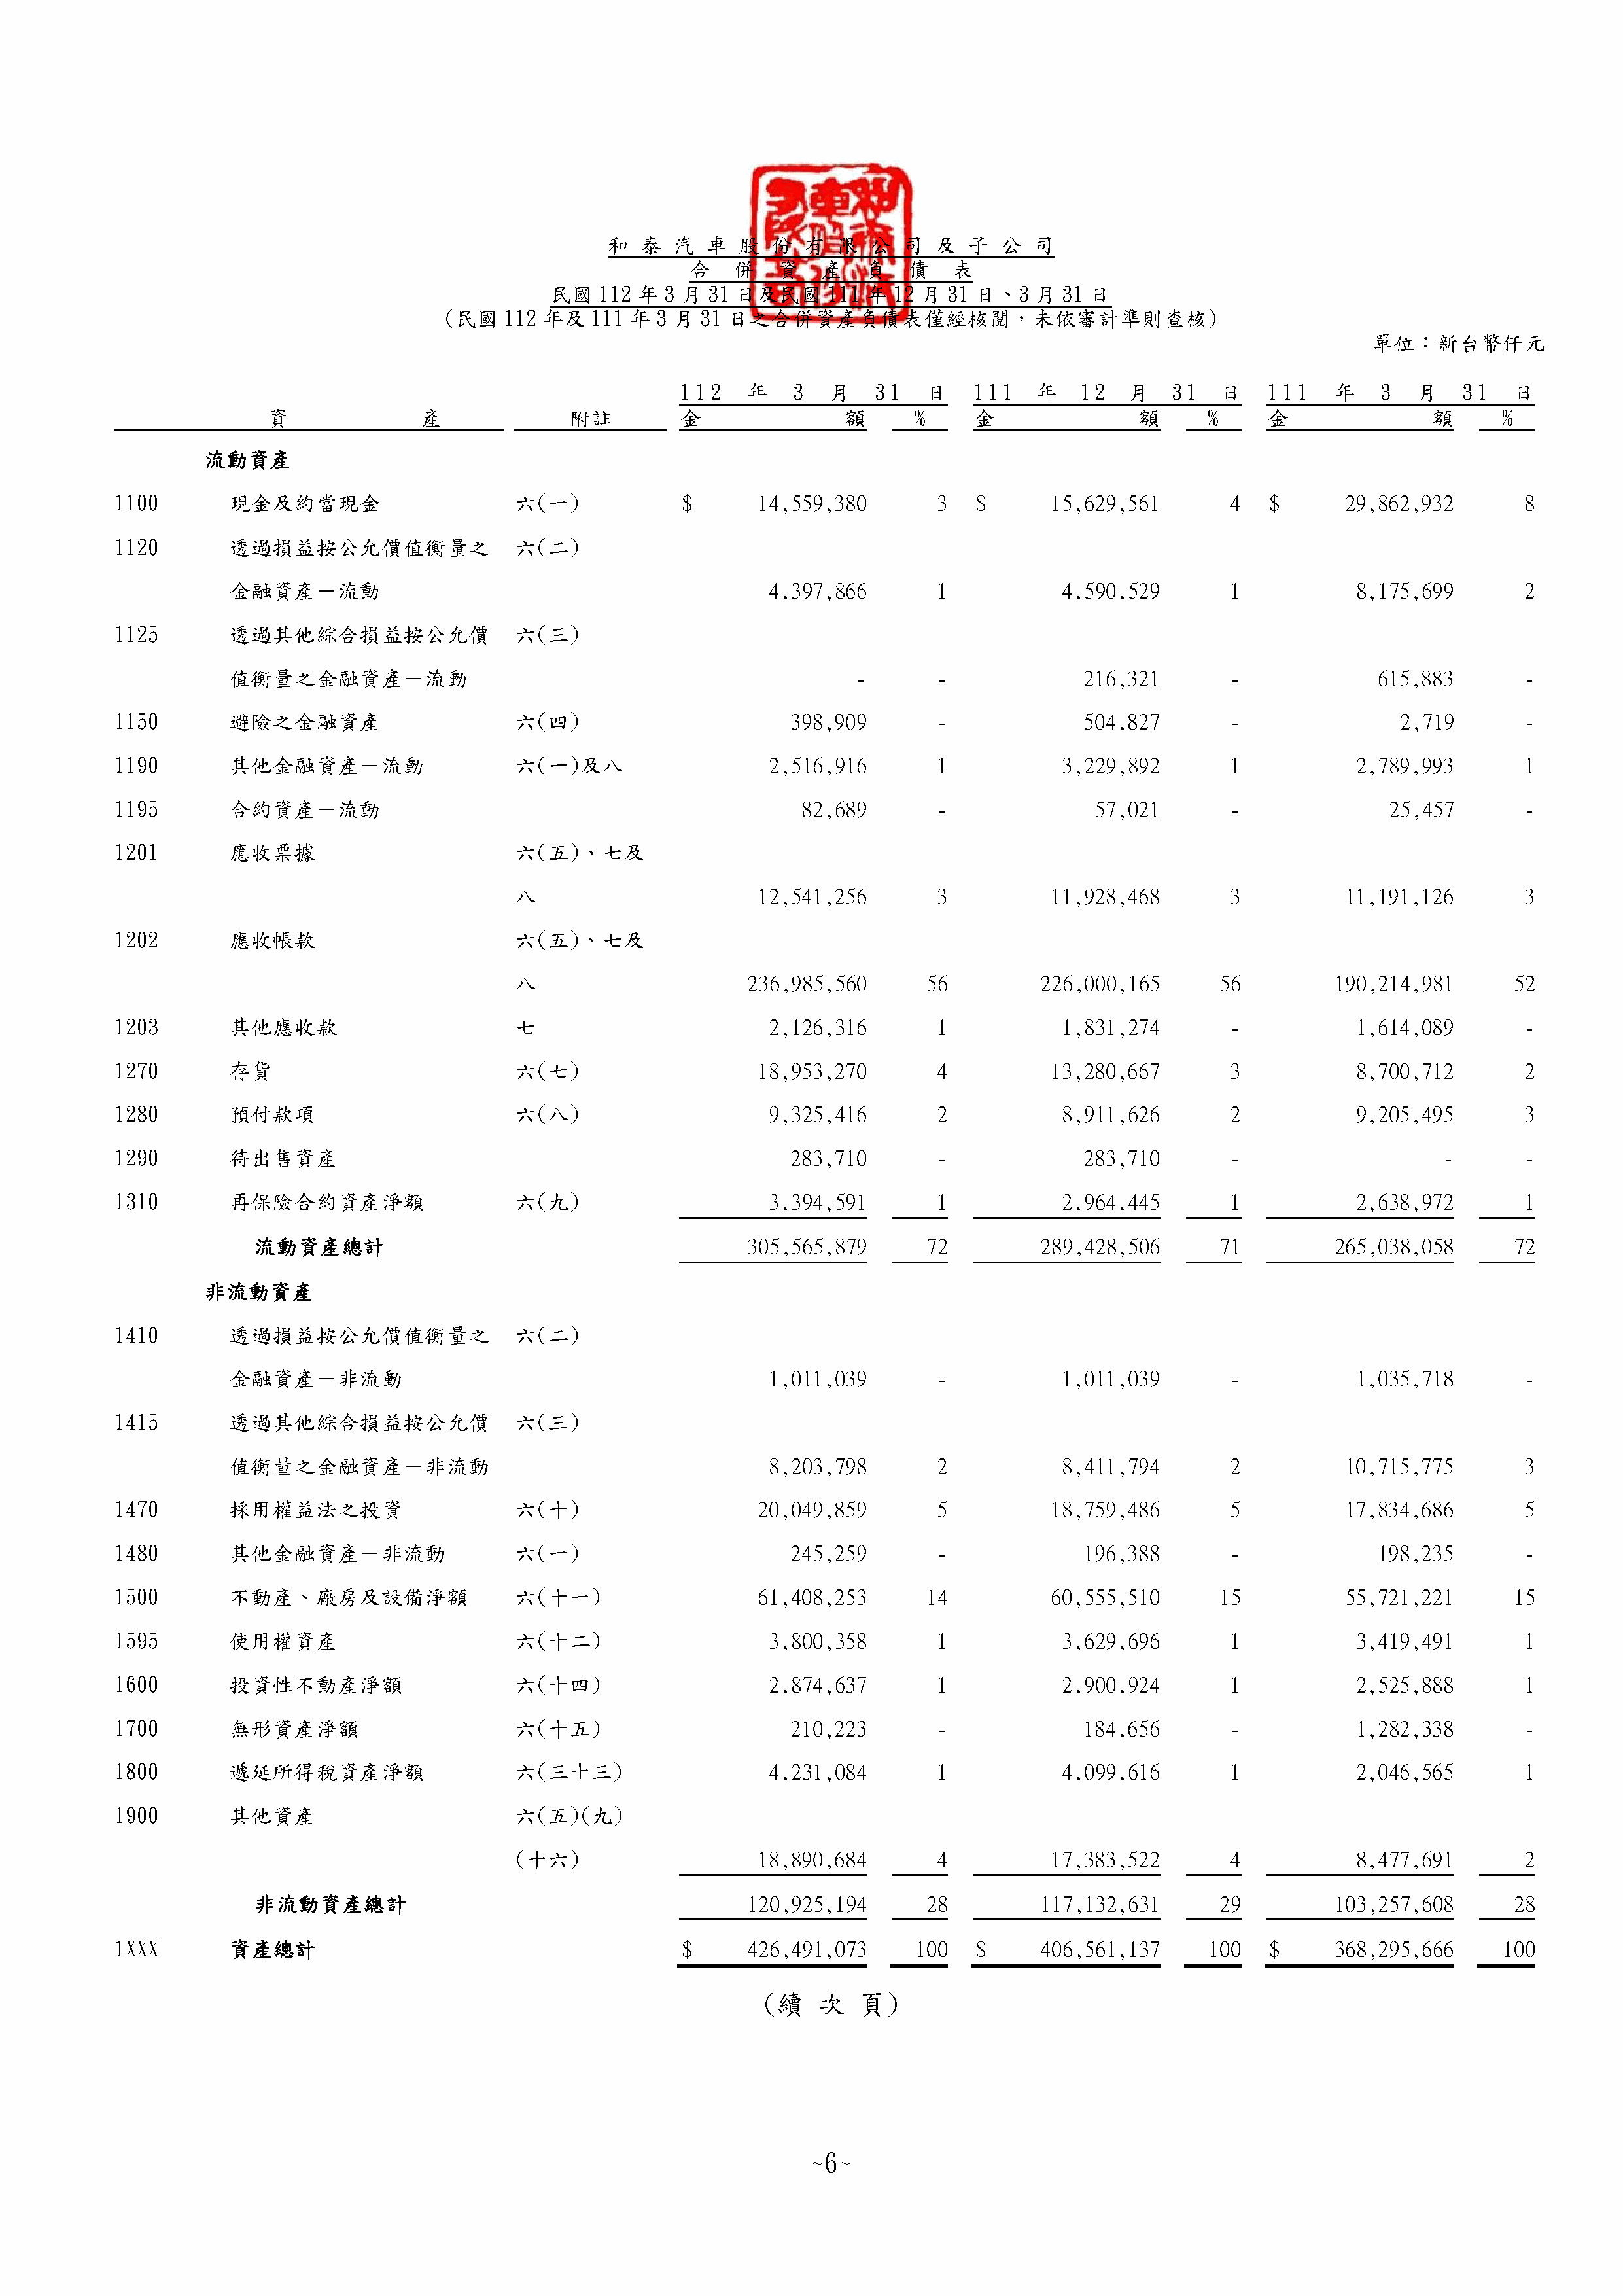 和泰汽車股份有限公司及子公司
合併資產負債表
民國112年3月31日及民國111年12月31日、3月31日
(民國112年及111年3月31日之合併資產負債表僅經核閱，未依審計準則查核)
單位：新台幣仟元
112 年 3 月 31 日 111 年 12 月 31 日 111 年 3 月 31 日
資 產 附註 金 額 % 金 額 % 金 額 %
流動資產
1100 現金及約當現金 六(一) $ 14,559,380 3 $ 15,629,561 4 $ 29,862,932 8
1120 透過損益按公允價值衡量之 六(二)
金融資產－流動 4,397,866 1 4,590,529 1 8,175,699 2
1125 透過其他綜合損益按公允價 六(三)
值衡量之金融資產－流動 - - 216,321 - 615,883 -
1150 避險之金融資產 六(四) 398,909 - 504,827 - 2,719 -
1190 其他金融資產－流動 六(一)及八 2,516,916 1 3,229,892 1 2,789,993 1
1195 合約資產－流動 82,689 - 57,021 - 25,457 -
1201 應收票據 六(五)、七及
八 12,541,256 3 11,928,468 3 11,191,126 3
1202 應收帳款 六(五)、七及
八 236,985,560 56 226,000,165 56 190,214,981 52
1203 其他應收款 七 2,126,316 1 1,831,274 - 1,614,089 -
1270 存貨 六(七) 18,953,270 4 13,280,667 3 8,700,712 2
1280 預付款項 六(八) 9,325,416 2 8,911,626 2 9,205,495 3
1290 待出售資產 283,710 - 283,710 - - -
1310 再保險合約資產淨額 六(九) 3,394,591 1 2,964,445 1 2,638,972 1
流動資產總計 305,565,879 72 289,428,506 71 265,038,058 72
非流動資產
1410 透過損益按公允價值衡量之 六(二)
金融資產－非流動 1,011,039 - 1,011,039 - 1,035,718 -
1415 透過其他綜合損益按公允價 六(三)
值衡量之金融資產－非流動 8,203,798 2 8,411,794 2 10,715,775 3
1470 採用權益法之投資 六(十) 20,049,859 5 18,759,486 5 17,834,686 5
1480 其他金融資產－非流動 六(一) 245,259 - 196,388 - 198,235 -
1500 不動產、廠房及設備淨額 六(十一) 61,408,253 14 60,555,510 15 55,721,221 15
1595 使用權資產 六(十二) 3,800,358 1 3,629,696 1 3,419,491 1
1600 投資性不動產淨額 六(十四) 2,874,637 1 2,900,924 1 2,525,888 1
1700 無形資產淨額 六(十五) 210,223 - 184,656 - 1,282,338 -
1800 遞延所得稅資產淨額 六(三十三) 4,231,084 1 4,099,616 1 2,046,565 1
1900 其他資產 六(五)(九)
(十六) 18,890,684 4 17,383,522 4 8,477,691 2
非流動資產總計 120,925,194 28 117,132,631 29 103,257,608 28
1XXX 資產總計 $ 426,491,073 100 $ 406,561,137 100 $ 368,295,666 100
(續次頁)
~6~